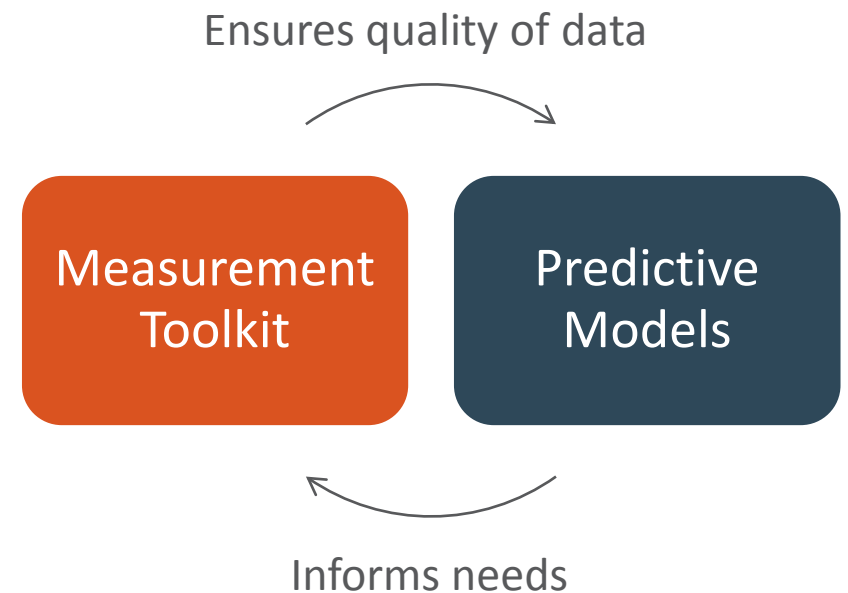 Ensures quality of data
Measurement
Toolkit
Predictive
Models
Informs needs